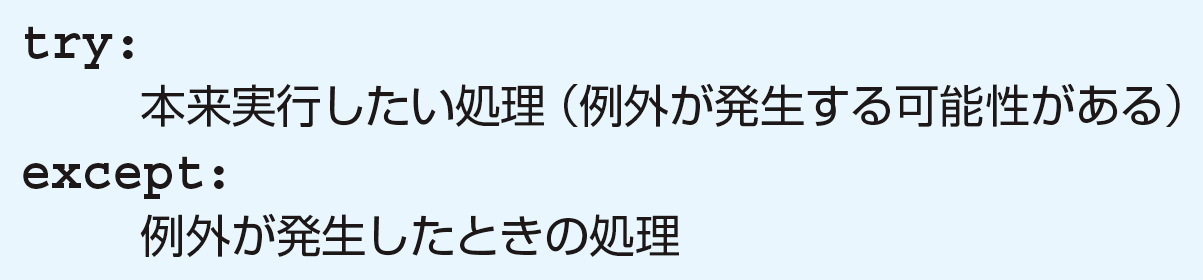 try:
本来実行したい処理（例外が発生する可能性がある）
except:
例外が発生したときの処理